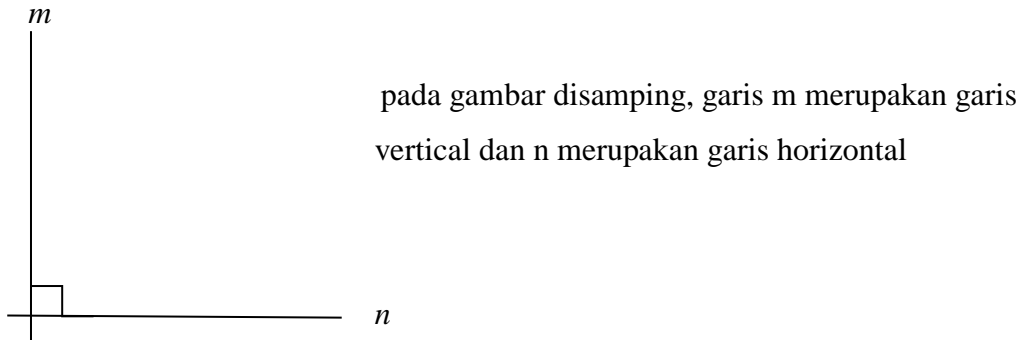 m
pada gambar disamping, garis m merupakan garis
vertical dan n merupakan garis horizontal
n